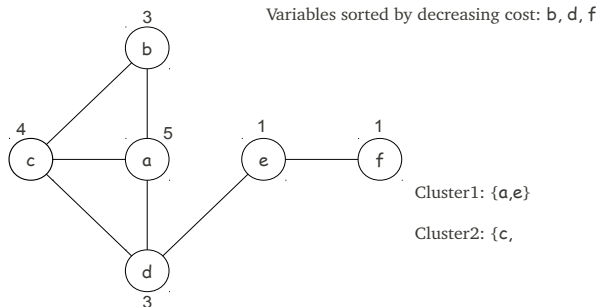 3
Variables sorted by decreasing cost: b, d, f
b
4
5
1
1
c
a
e
f
Cluster1: {a,e}
Cluster2: {c,
d
3